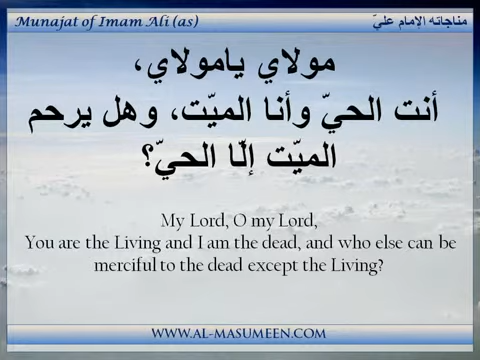 Munajat of Imam Ali (as)
مناجاته الإمام عليّ
مولاي يامولاي،
أنت الحيّ وأنا الميّت، وهل يرحم
الميّت إلّا الحيّ؟
My Lord, O my Lord,
You are the Living and I am the dead, and who else can be
merciful to the dead except the Living?
WWW.AL-MASUMEEN.COM